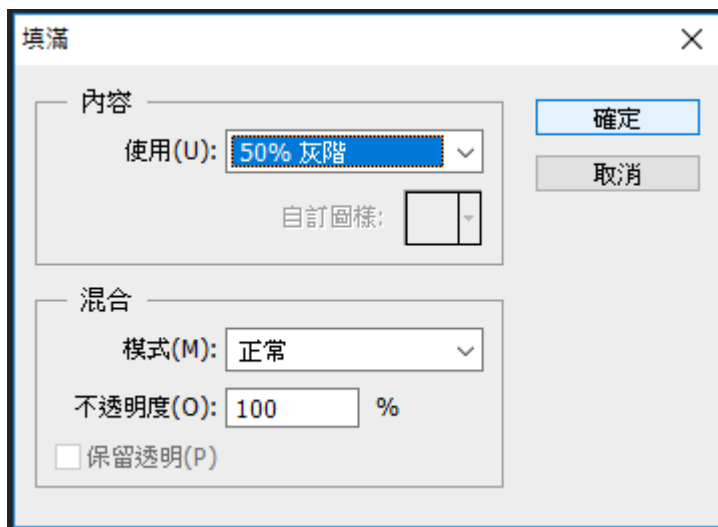 填滿
內容
使用(U): 50% 灰階
自訂圖樣:
混合
模式(M): 正常
不透明度(O): 100 %
保留透明(P)
確定
取消